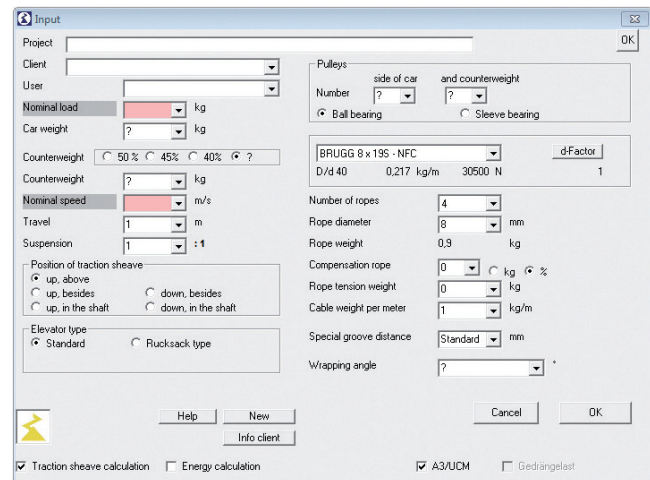 Input
Project
OK
Client
User
Nominal load kg
Car weight ? kg
Counterweight 50 % 45% 40% ?
Counterweight ? kg
Nominal speed m/s
Travel 1 m
Suspension 1 : 1
Position of traction sheave
up, above
up, besides down, besides
up, in the shaft down, in the shaft
Elevator type
Standard Rucksack type
Pulleys
side of car and counterweight
Number ? ?
Ball bearing Sleeve bearing
BRUGG 8 x 19S - NFC d-Factor
D/d 40 0,217 kg/m 30500 N 1
Number of ropes 4
Rope diameter 8 mm
Rope weight 0,9 kg
Compensation rope 0 kg %
Rope tension weight 0 kg
Cable weight per meter 1 kg/m
Special groove distance Standard mm
Wrapping angle ? °
Help New Cancel OK
Info client
Traction sheave calculation Energy calculation A3/UCM Gedrängelast